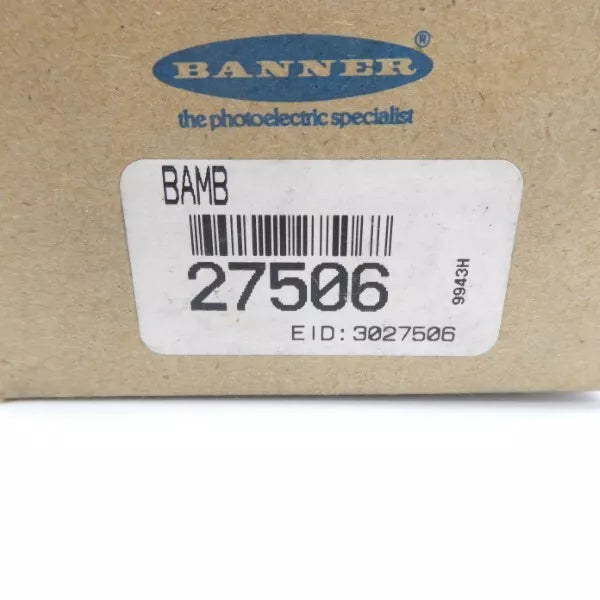 BANNER®
the photoelectric specialist
BAMB
27506
9943H
EID: 3027506